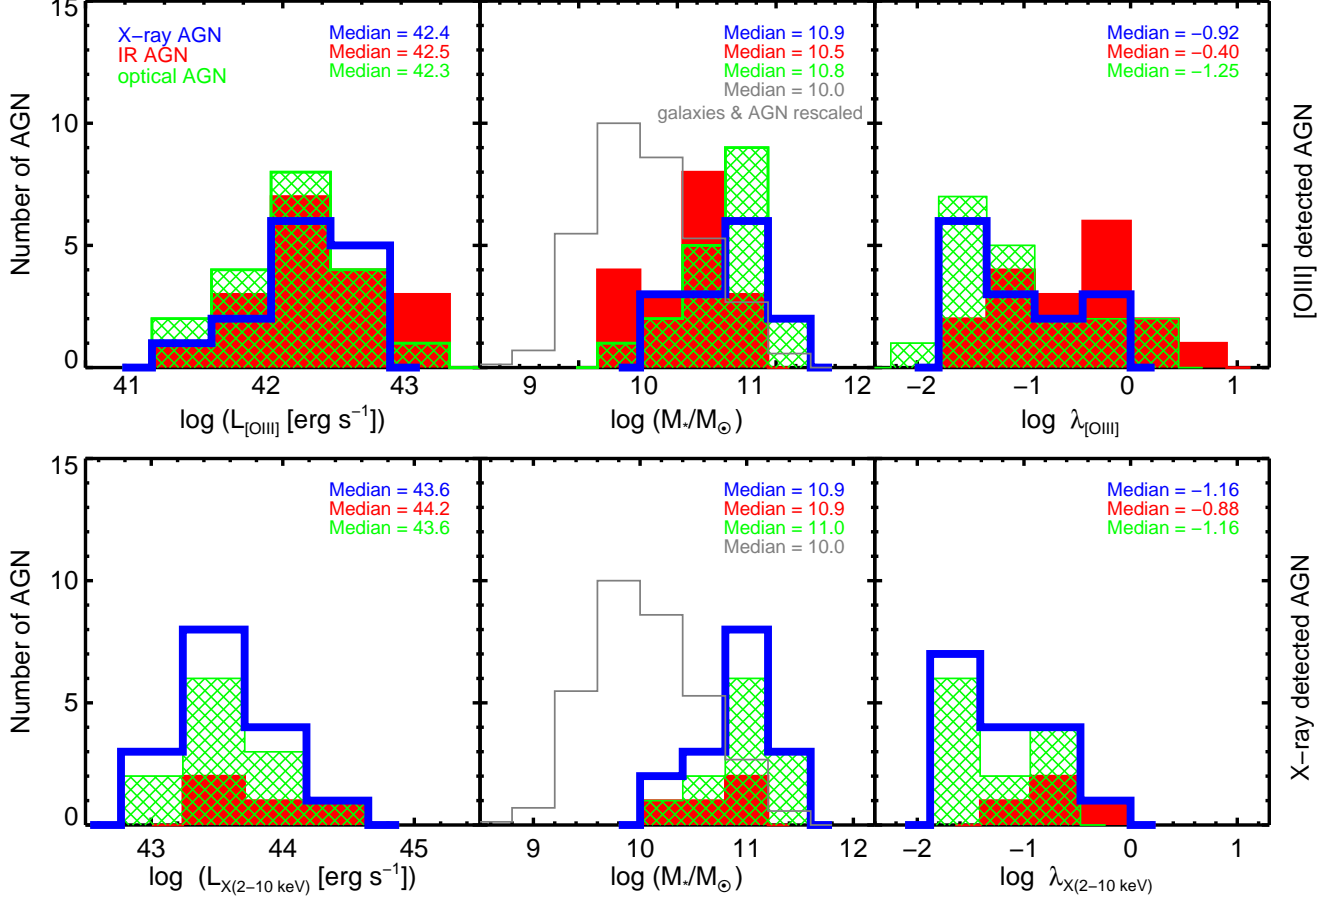 X−ray AGN
IR AGN
optical AGN
Median = 42.4
Median = 42.5
Median = 42.3
Median = 10.9
Median = 10.5
Median = 10.8
Median = 10.0
galaxies & AGN rescaled
Median = −0.92
Median = −0.40
Median = −1.25
15
10
5
0
Number of AGN
[OIII] detected AGN
41 42 43
9 10 11 12
−2 −1 0 1
log (L[OIII] [erg s−1])
log (M*/M⊙)
log λ[OIII]
Median = 43.6
Median = 44.2
Median = 43.6
Median = 10.9
Median = 10.9
Median = 11.0
Median = 10.0
Median = −1.16
Median = −0.88
Median = −1.16
15
10
5
0
Number of AGN
X−ray detected AGN
43 44 45
9 10 11 12
−2 −1 0 1
log (LX(2−10 keV) [erg s−1])
log (M*/M⊙)
log λX(2−10 keV)